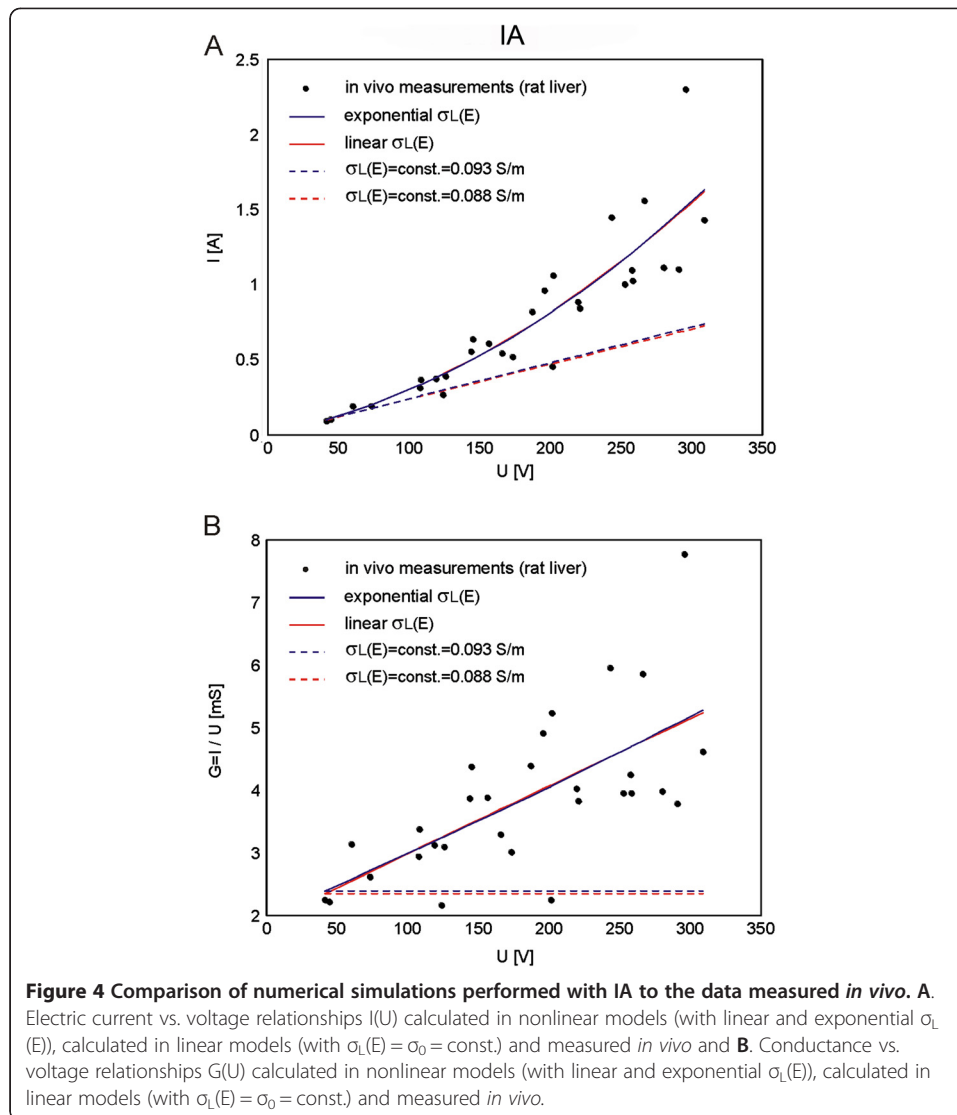 IA
A
2.5
2
1.5
1
0.5
0
I [A]
in vivo measurements (rat liver)
exponential σL(E)
linear σL(E)
σL(E)=const.=0.093 S/m
σL(E)=const.=0.088 S/m
0 50 100 150 200 250 300 350
U [V]
B
8
7
6
5
4
3
2
G=I / U [mS]
in vivo measurements (rat liver)
exponential σL(E)
linear σL(E)
σL(E)=const.=0.093 S/m
σL(E)=const.=0.088 S/m
0 50 100 150 200 250 300 350
U [V]
Figure 4 Comparison of numerical simulations performed with IA to the data measured in vivo. A.
Electric current vs. voltage relationships I(U) calculated in nonlinear models (with linear and exponential σL
(E)), calculated in linear models (with σL(E) = σ0 = const.) and measured in vivo and B. Conductance vs.
voltage relationships G(U) calculated in nonlinear models (with linear and exponential σL(E)), calculated in
linear models (with σL(E) = σ0 = const.) and measured in vivo.